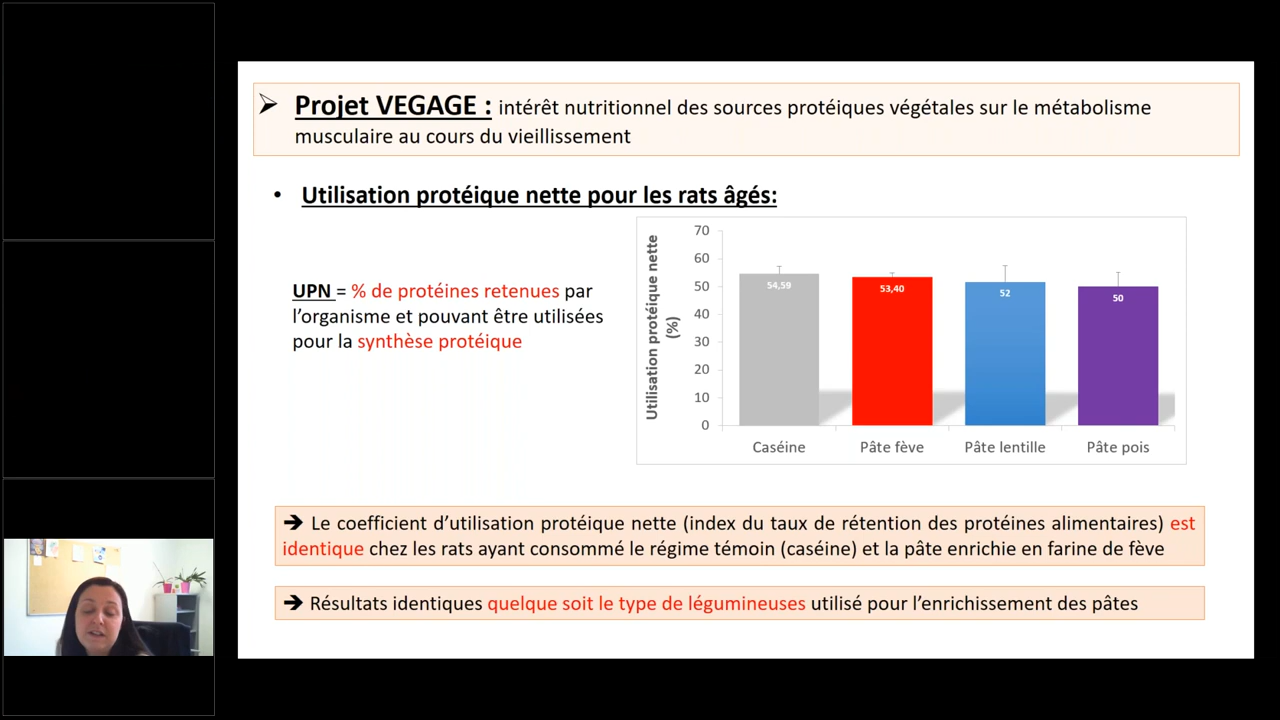 ➢ Projet VEGAGE : intérêt nutritionnel des sources protéiques végétales sur le métabolisme
musculaire au cours du vieillissement
• Utilisation protéique nette pour les rats âgés:
UPN = % de protéines retenues par
l’organisme et pouvant être utilisées
pour la synthèse protéique
Utilisation protéique nette
(%)
70
60
50
40
30
20
10
0
54,59
53,40
52
50
Caséine
Pâte fève
Pâte lentille
Pâte pois
➔ Le coefficient d’utilisation protéique nette (index du taux de rétention des protéines alimentaires) est
identique chez les rats ayant consommé le régime témoin (caséine) et la pâte enrichie en farine de fève
➔ Résultats identiques quelque soit le type de légumineuses utilisé pour l’enrichissement des pâtes